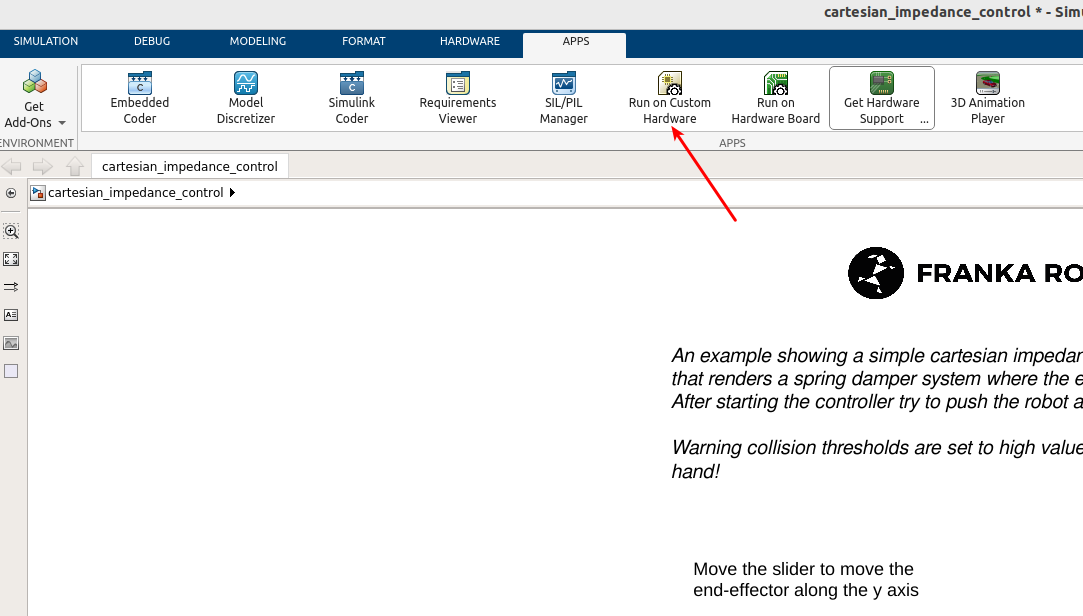 cartesian_impedance_control * - Simu
SIMULATION DEBUG MODELING FORMAT HARDWARE APPS
Get
Add-Ons
Embedded
Coder
Model
Discretizer
Simulink
Coder
Requirements
Viewer
SIL/PIL
Manager
Run on Custom
Hardware
Run on
Hardware Board
Get Hardware
Support ...
3D Animation
Player
ENVIRONMENT APPS
cartesian_impedance_control
cartesian_impedance_control
FRANKA RO
An example showing a simple cartesian impedan
that renders a spring damper system where the e
After starting the controller try to push the robot a
Warning collision thresholds are set to high value
hand!
Move the slider to move the
end-effector along the y axis